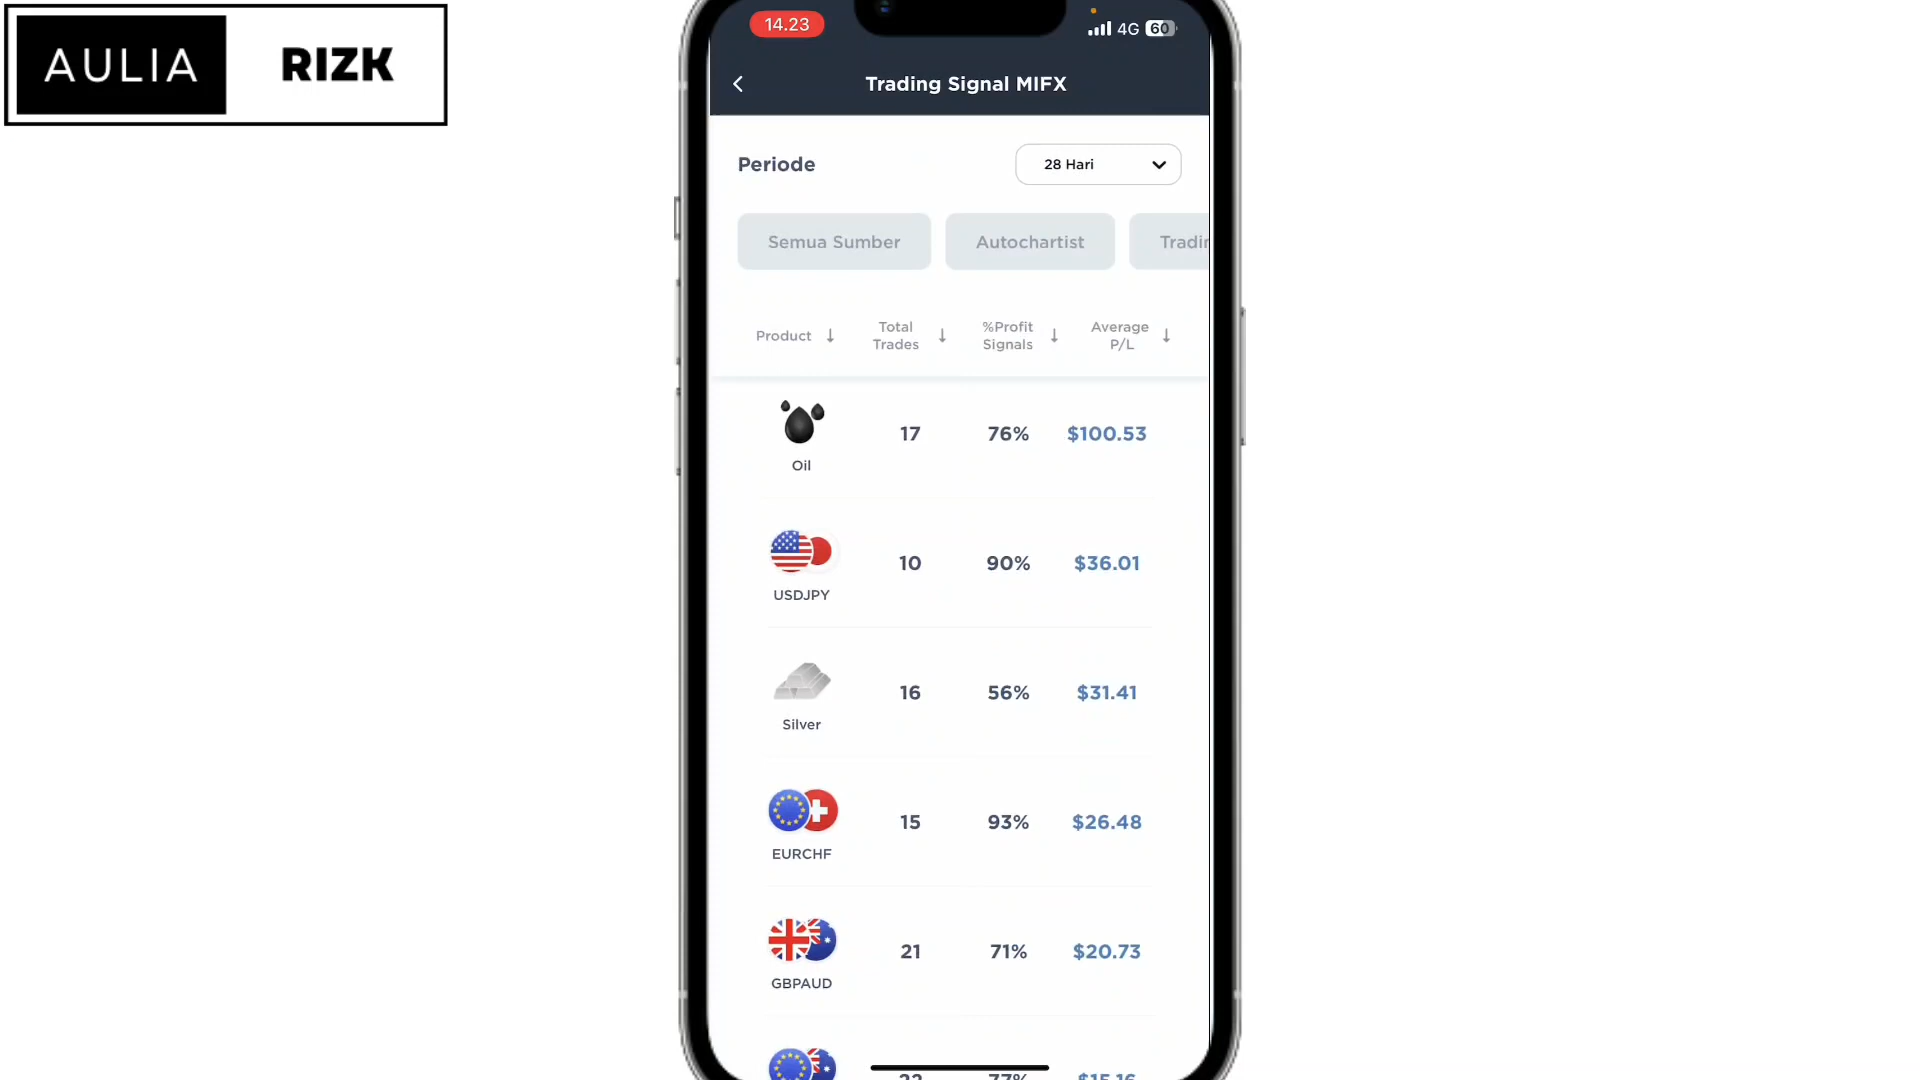 AULIA RIZK
14.23 4G 60
Trading Signal MIFX
Periode 28 Hari
Semua Sumber Autochartist
Product ↓ Total Trades ↓ %Profit Signals ↓ Average P/L ↓
17 76% $100.53
Oil
10 90% $36.01
USDJPY
16 56% $31.41
Silver
15 93% $26.48
EURCHF
21 71% $20.73
GBPAUD